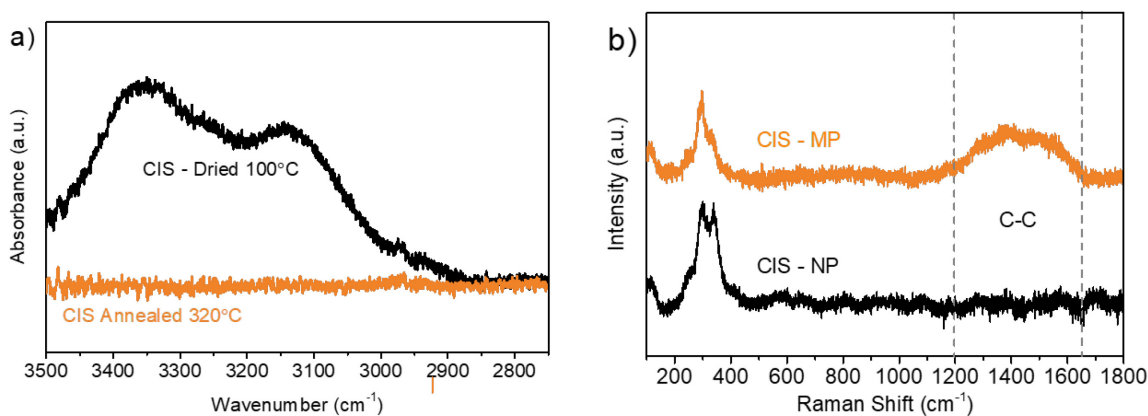 a)
Absorbance (a.u.)
CIS - Dried 100°C
CIS Annealed 320°C
3500 3400 3300 3200 3100 3000 2900 2800
Wavenumber (cm⁻¹)
b)
Intensity (a.u.)
CIS - MP
C-C
CIS - NP
200 400 600 800 1000 1200 1400 1600 1800
Raman Shift (cm⁻¹)